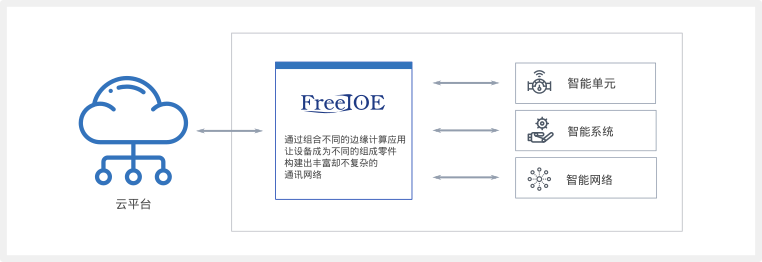 FreeIOE
通过组合不同的边缘计算应用
让设备成为不同的组成零件
构建出丰富却不复杂的
通讯网络
云平台
智能单元
智能系统
智能网络